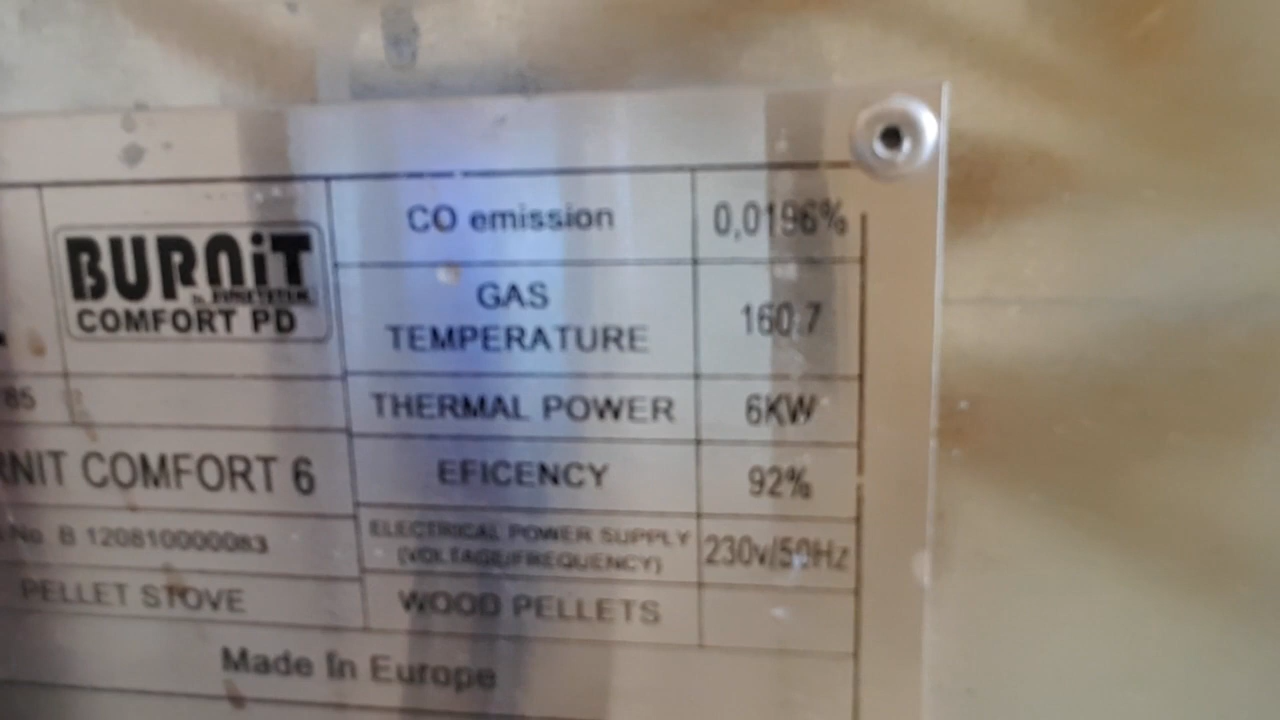 BURNiT
COMFORT PD
CO emission 0,0196%
GAS
TEMPERATURE 160.7
THERMAL POWER 6KW
85
COMFORT 6
EFICENCY 92%
No. B 120810000083
ELECTRICAL POWER SUPPLY
(VOLTAGE/FREQUENCY) 230v/50Hz
PELLET STOVE
WOOD PELLETS
Made In Europe